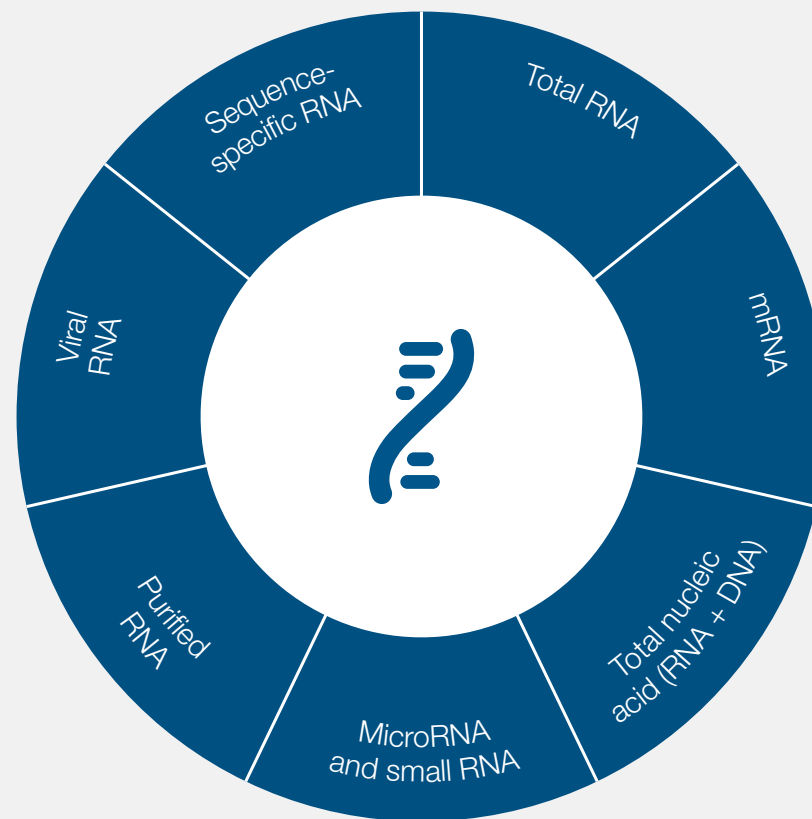 Total RNA
mRNA
Total nucleic
acid (RNA + DNA)
MicroRNA
and small RNA
Purified
RNA
Viral
RNA
Sequence-
specific RNA